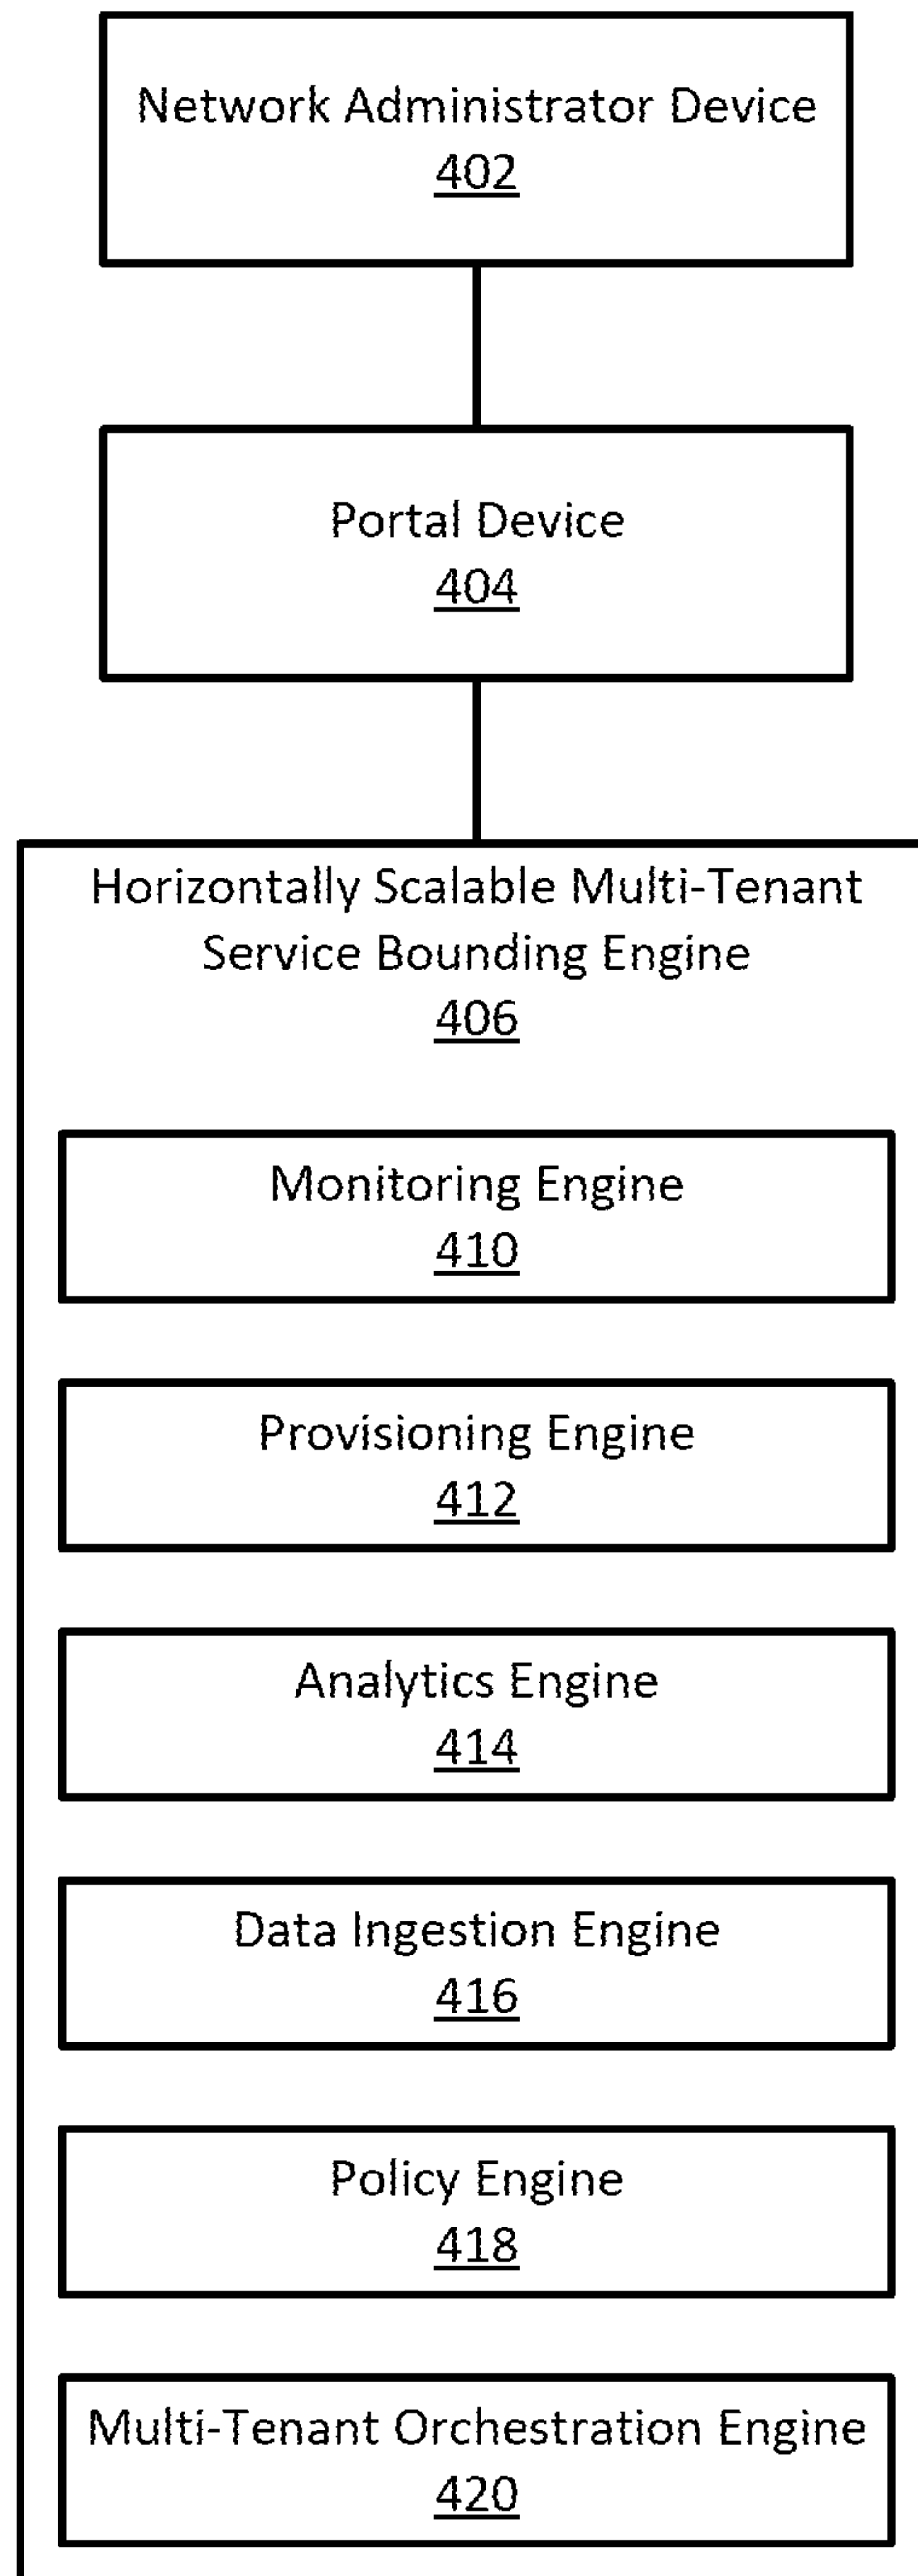 Network Administrator Device
402
Portal Device
404
Horizontally Scalable Multi-Tenant
Service Bounding Engine
406
Monitoring Engine
410
Provisioning Engine
412
Analytics Engine
414
Data Ingestion Engine
416
Policy Engine
418
Multi-Tenant Orchestration Engine
420